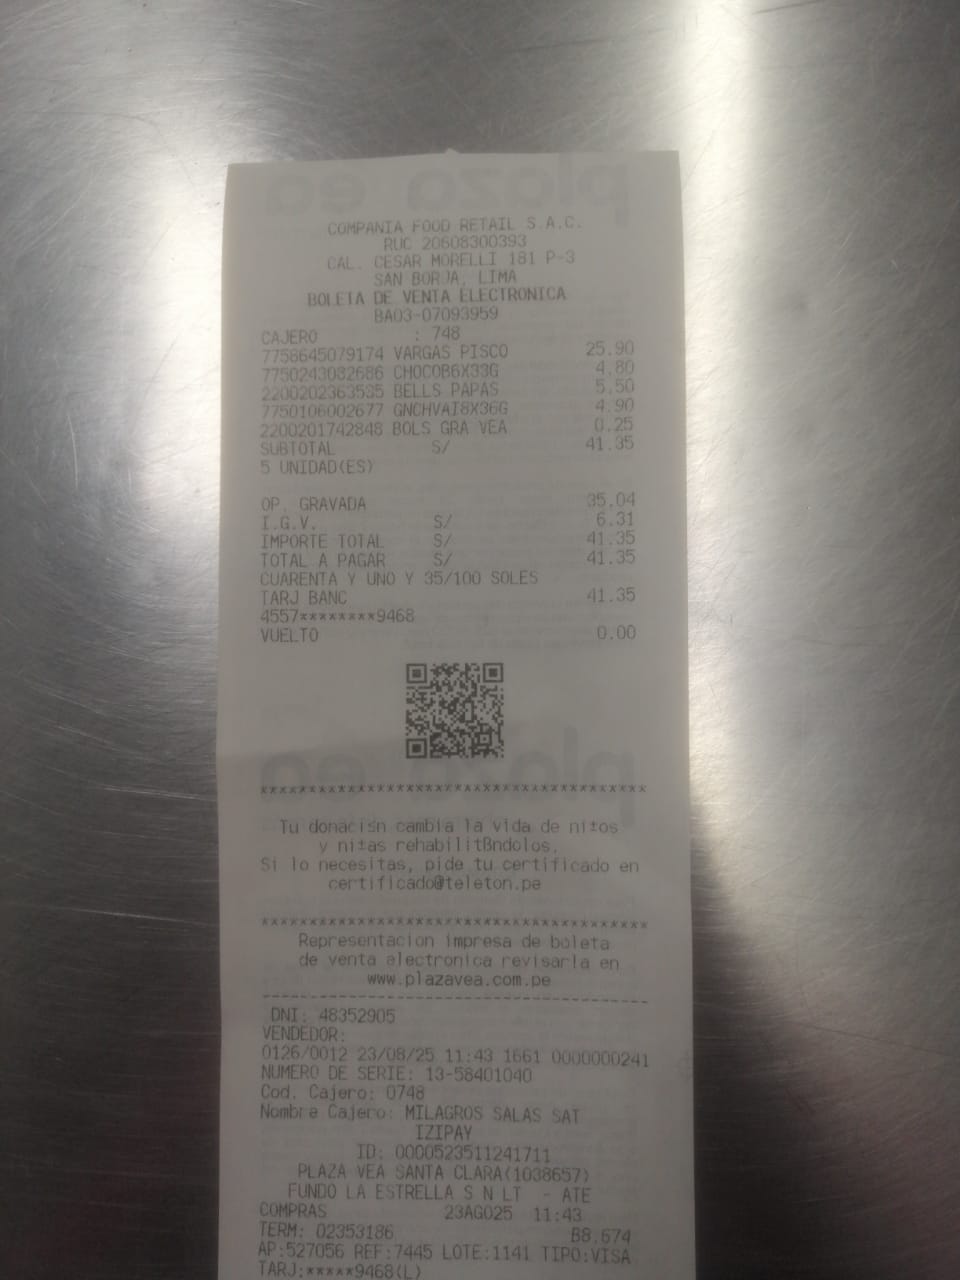 COMPANIA FOOD RETAIL S.A.C.
RUC 20608300393
CAL. CESAR MORELLI 181 P-3
SAN BORJA, LIMA
BOLETA DE VENTA ELECTRONICA
BA03-07093959
CAJERO : 748
7758645079174 VARGAS PISCO 25.90
7750243082686 CHOCOB6X33G 4.80
2200202363535 BELLS PAPAS 5.50
7750106002677 GNCHVAI8X36G 4.90
2200201742848 BOLS GRA VEA 0.25
SUBTOTAL S/ 41.35
5 UNIDAD(ES)
OP. GRAVADA 35.04
I.G.V. S/ 6.31
IMPORTE TOTAL S/ 41.35
TOTAL A PAGAR S/ 41.35
CUARENTA Y UNO Y 35/100 SOLES
TARJ BANC 41.35
4557********9468
VUELTO 0.00
***************************************
Tu donacisn cambia la vida de ni±os
y ni±as rehabilitßndolos.
Si lo necesitas, pide tu certificado en
certificado@teleton.pe
***************************************
Representacion impresa de boleta
de venta electronica revisarla en
www.plazavea.com.pe
---------------------------------------
DNI: 48352905
VENDEDOR:
0126/0012 23/08/25 11:43 1661 0000000241
NUMERO DE SERIE: 13-58401040
Cod. Cajero: 0748
Nombre Cajero: MILAGROS SALAS SAT
IZIPAY
ID: 0000523511241711
PLAZA VEA SANTA CLARA(1038657)
FUNDO LA ESTRELLA S N LT - ATE
COMPRAS 23AGO25 11:43
TERM: 02353186 B8.674
AP:527056 REF:7445 LOTE:1141 TIPO:VISA
TARJ:*****9468(L)